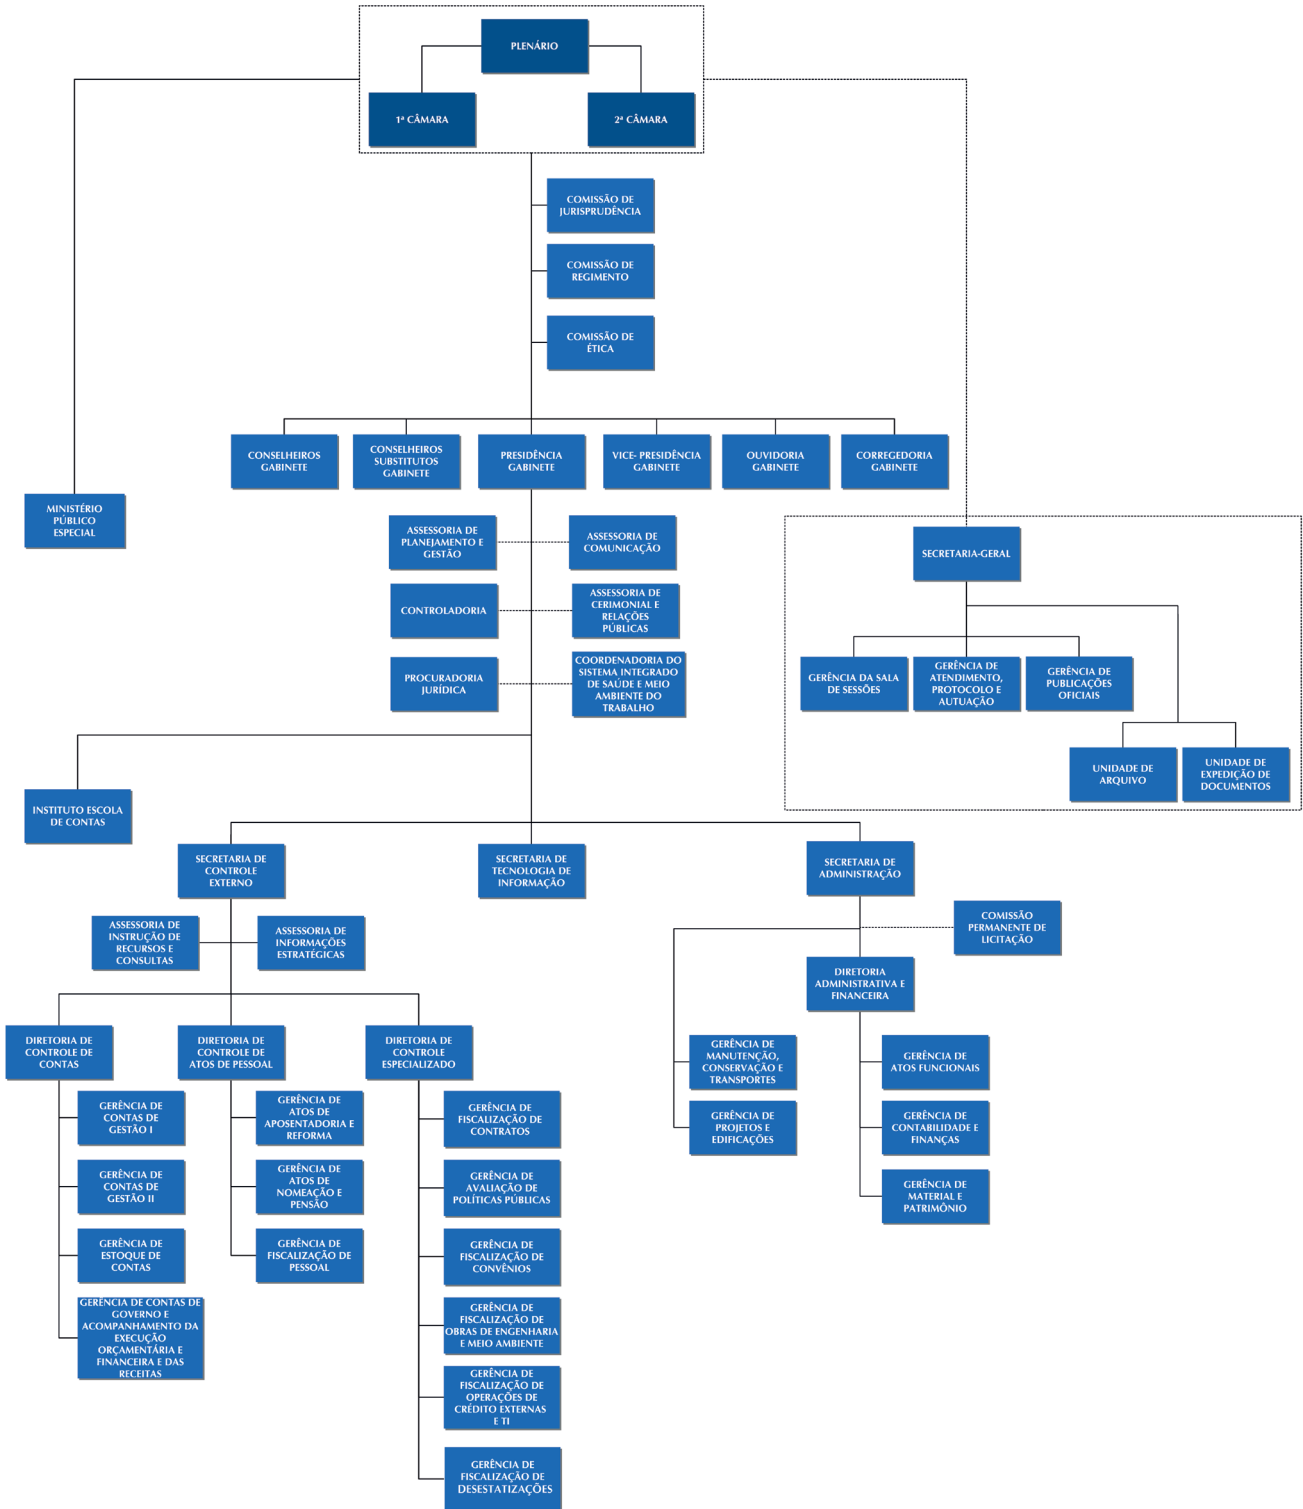 PLENÁRIO
1ª CÂMARA
2ª CÂMARA
COMISSÃO DE
JURISPRUDÊNCIA
COMISSÃO DE
REGIMENTO
COMISSÃO DE
ÉTICA
CONSELHEIROS
GABINETE
CONSELHEIROS
SUBSTITUTOS
GABINETE
PRESIDÊNCIA
GABINETE
VICE- PRESIDÊNCIA
GABINETE
OUVIDORIA
GABINETE
CORREGEDORIA
GABINETE
MINISTÉRIO
PÚBLICO
ESPECIAL
ASSESSORIA DE
PLANEJAMENTO E
GESTÃO
ASSESSORIA DE
COMUNICAÇÃO
SECRETARIA-GERAL
CONTROLADORIA
ASSESSORIA DE
CERIMONIAL E
RELAÇÕES
PÚBLICAS
PROCURADORIA
JURÍDICA
COORDENADORIA DO
SISTEMA INTEGRADO
DE SAÚDE E MEIO
AMBIENTE DO
TRABALHO
GERÊNCIA DA SALA
DE SESSÕES
GERÊNCIA DE
ATENDIMENTO,
PROTOCOLO E
AUTUAÇÃO
GERÊNCIA DE
PUBLICAÇÕES
OFICIAIS
UNIDADE DE
ARQUIVO
UNIDADE DE
EXPEDIÇÃO DE
DOCUMENTOS
INSTITUTO ESCOLA
DE CONTAS
SECRETARIA DE
CONTROLE
EXTERNO
SECRETARIA DE
TECNOLOGIA DE
INFORMAÇÃO
SECRETARIA DE
ADMINISTRAÇÃO
ASSESSORIA DE
INSTRUÇÃO DE
RECURSOS E
CONSULTAS
ASSESSORIA DE
INFORMAÇÕES
ESTRATÉGICAS
COMISSÃO
PERMANENTE DE
LICITAÇÃO
DIRETORIA
ADMINISTRATIVA E
FINANCEIRA
DIRETORIA DE
CONTROLE DE
CONTAS
DIRETORIA DE
CONTROLE DE
ATOS DE PESSOAL
DIRETORIA DE
CONTROLE
ESPECIALIZADO
GERÊNCIA DE
MANUTENÇÃO,
CONSERVAÇÃO E
TRANSPORTES
GERÊNCIA DE
ATOS FUNCIONAIS
GERÊNCIA DE
CONTAS DE
GESTÃO I
GERÊNCIA DE
ATOS DE
APOSENTADORIA E
REFORMA
GERÊNCIA DE
FISCALIZAÇÃO DE
CONTRATOS
GERÊNCIA DE
PROJETOS E
EDIFICAÇÕES
GERÊNCIA DE
CONTABILIDADE E
FINANÇAS
GERÊNCIA DE
CONTAS DE
GESTÃO II
GERÊNCIA DE
ATOS DE
NOMEAÇÃO E
PENSÃO
GERÊNCIA DE
AVALIAÇÃO DE
POLÍTICAS PÚBLICAS
GERÊNCIA DE
MATERIAL E
PATRIMÔNIO
GERÊNCIA DE
ESTOQUE DE
CONTAS
GERÊNCIA DE
FISCALIZAÇÃO DE
PESSOAL
GERÊNCIA DE
FISCALIZAÇÃO DE
CONVÊNIOS
GERÊNCIA DE CONTAS DE
GOVERNO E
ACOMPANHAMENTO DA
EXECUÇÃO
ORÇAMENTÁRIA E
FINANCEIRA E DAS
RECEITAS
GERÊNCIA DE
FISCALIZAÇÃO DE
OBRAS DE ENGENHARIA
E MEIO AMBIENTE
GERÊNCIA DE
FISCALIZAÇÃO DE
OPERAÇÕES DE
CRÉDITO EXTERNAS
E TI
GERÊNCIA DE
FISCALIZAÇÃO DE
DESESTATIZAÇÕES